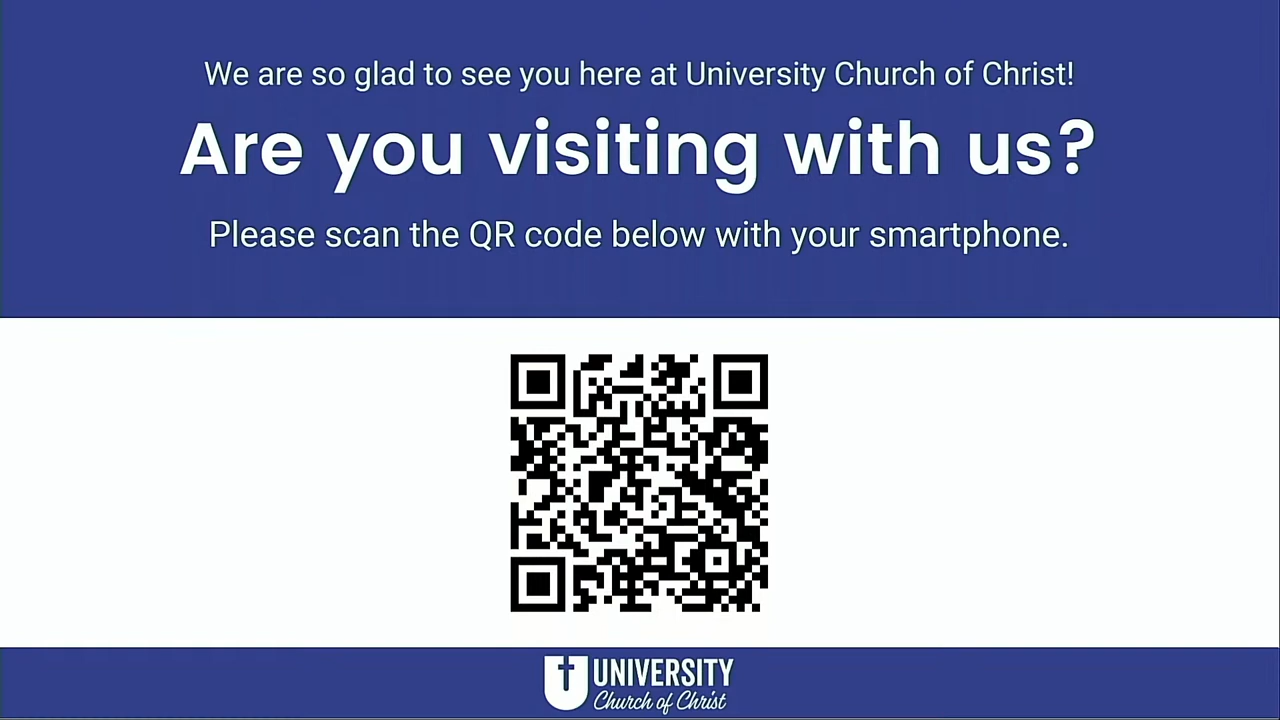 We are so glad to see you here at University Church of Christ!
Are you visiting with us?
Please scan the QR code below with your smartphone.
UNIVERSITY
Church of Christ